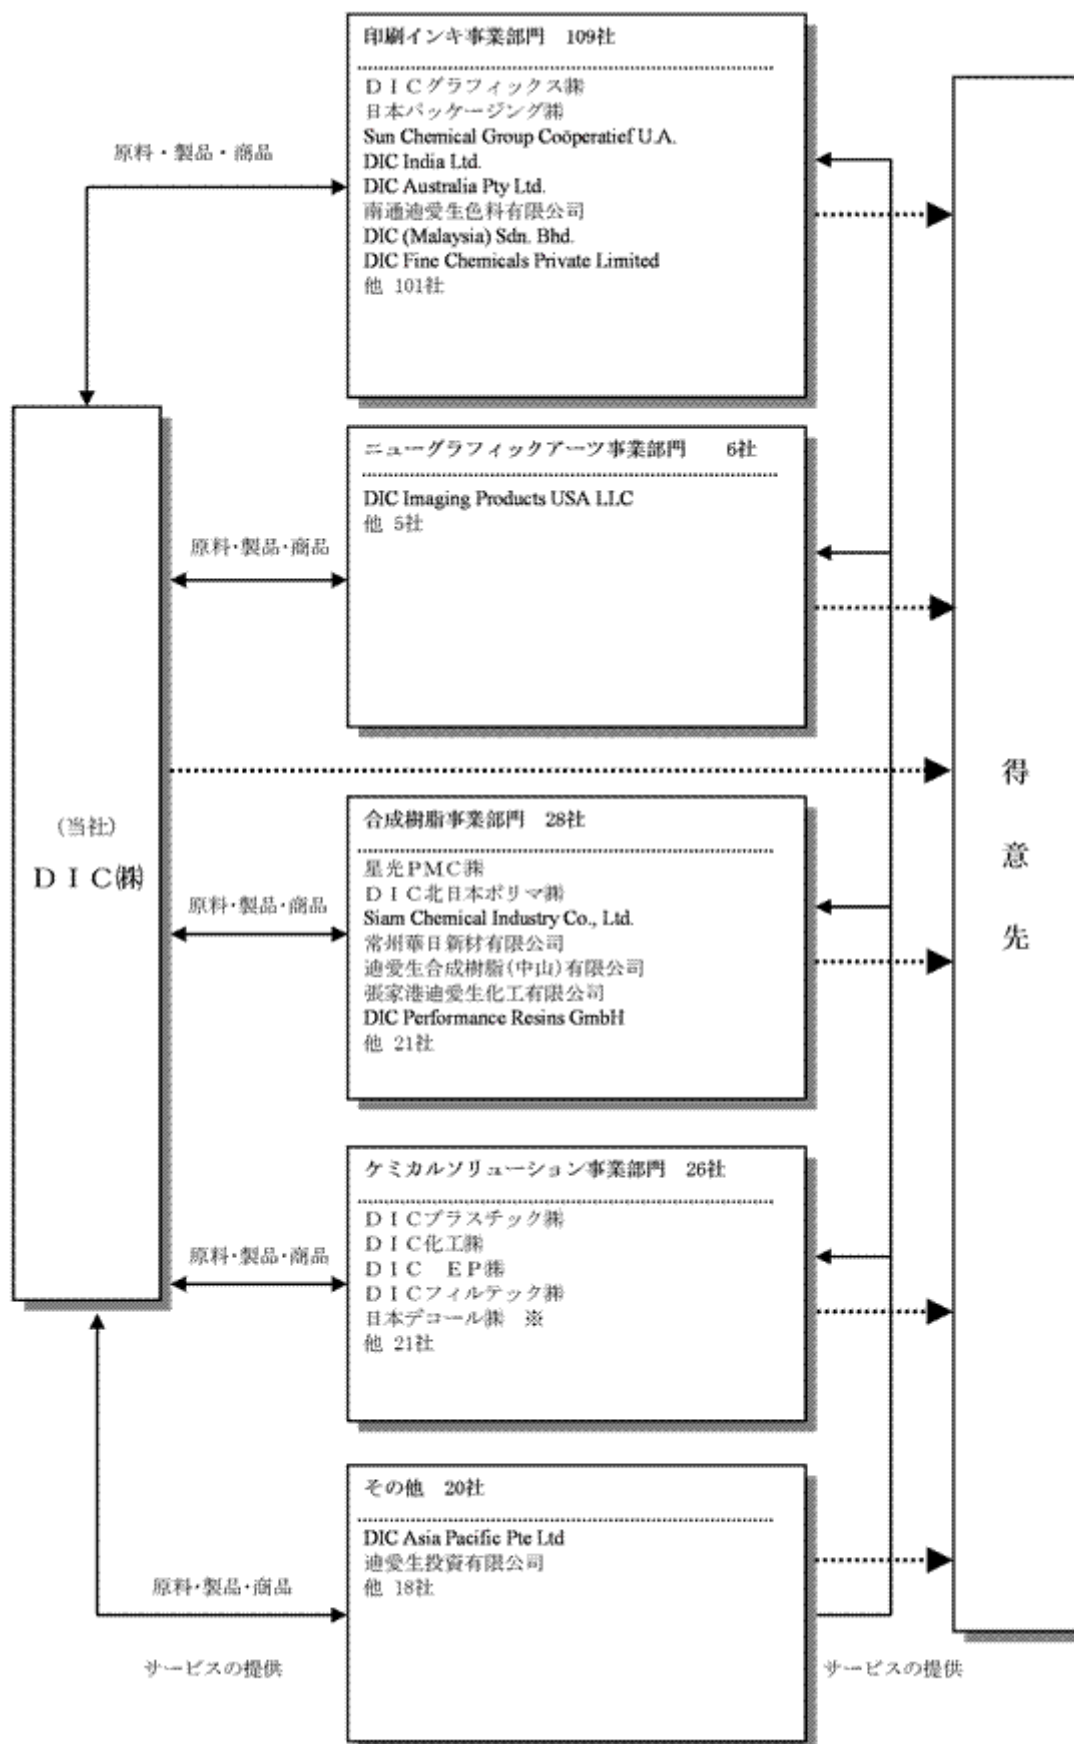 印刷インキ事業部門　109社
ＤＩＣグラフィックス㈱
日本パッケージング㈱
Sun Chemical Group Coöperatief U.A.
DIC India Ltd.
DIC Australia Pty Ltd.
南通迪愛生色料有限公司
DIC (Malaysia) Sdn. Bhd.
DIC Fine Chemicals Private Limited
他 101社
原料・製品・商品
ニューグラフィックアーツ事業部門　6社
DIC Imaging Products USA LLC
他 5社
原料・製品・商品
（当社）
ＤＩＣ㈱
合成樹脂事業部門　28社
星光ＰＭＣ㈱
ＤＩＣ北日本ポリマ㈱
Siam Chemical Industry Co., Ltd.
常州華日新材有限公司
迪愛生合成樹脂(中山)有限公司
張家港迪愛生化工有限公司
DIC Performance Resins GmbH
他 21社
原料・製品・商品
ケミカルソリューション事業部門　26社
ＤＩＣプラスチック㈱
ＤＩＣ化工㈱
ＤＩＣ　ＥＰ㈱
ＤＩＣフィルテック㈱
日本デコール㈱　※
他 21社
原料・製品・商品
その他　20社
DIC Asia Pacific Pte Ltd
迪愛生投資有限公司
他 18社
原料・製品・商品
サービスの提供
サービスの提供
得意先